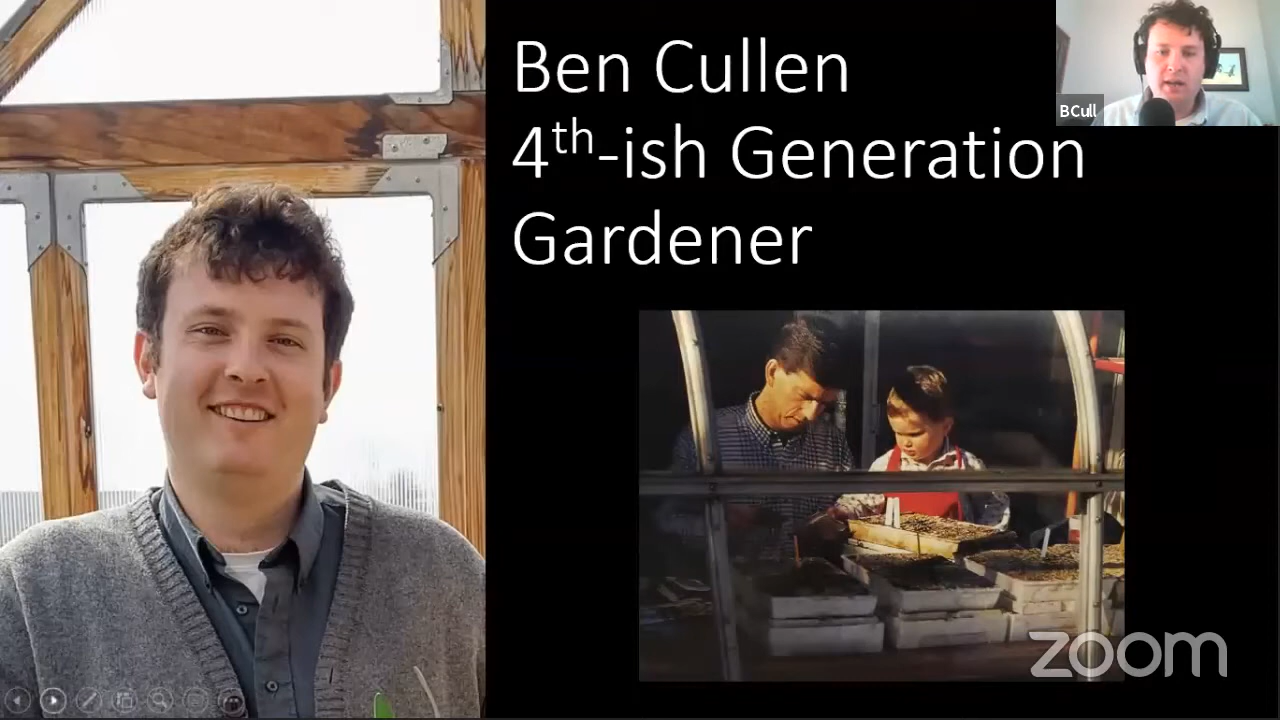 Ben Cullen
4th-ish Generation
Gardener
BCull
zoom